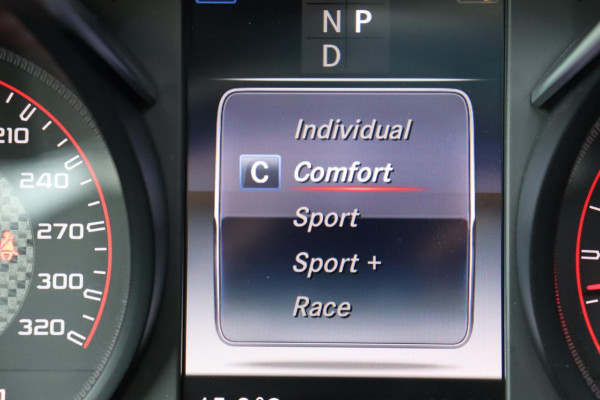 N P
D
Individual
C Comfort
Sport
Sport +
Race
210
240
270
300
320